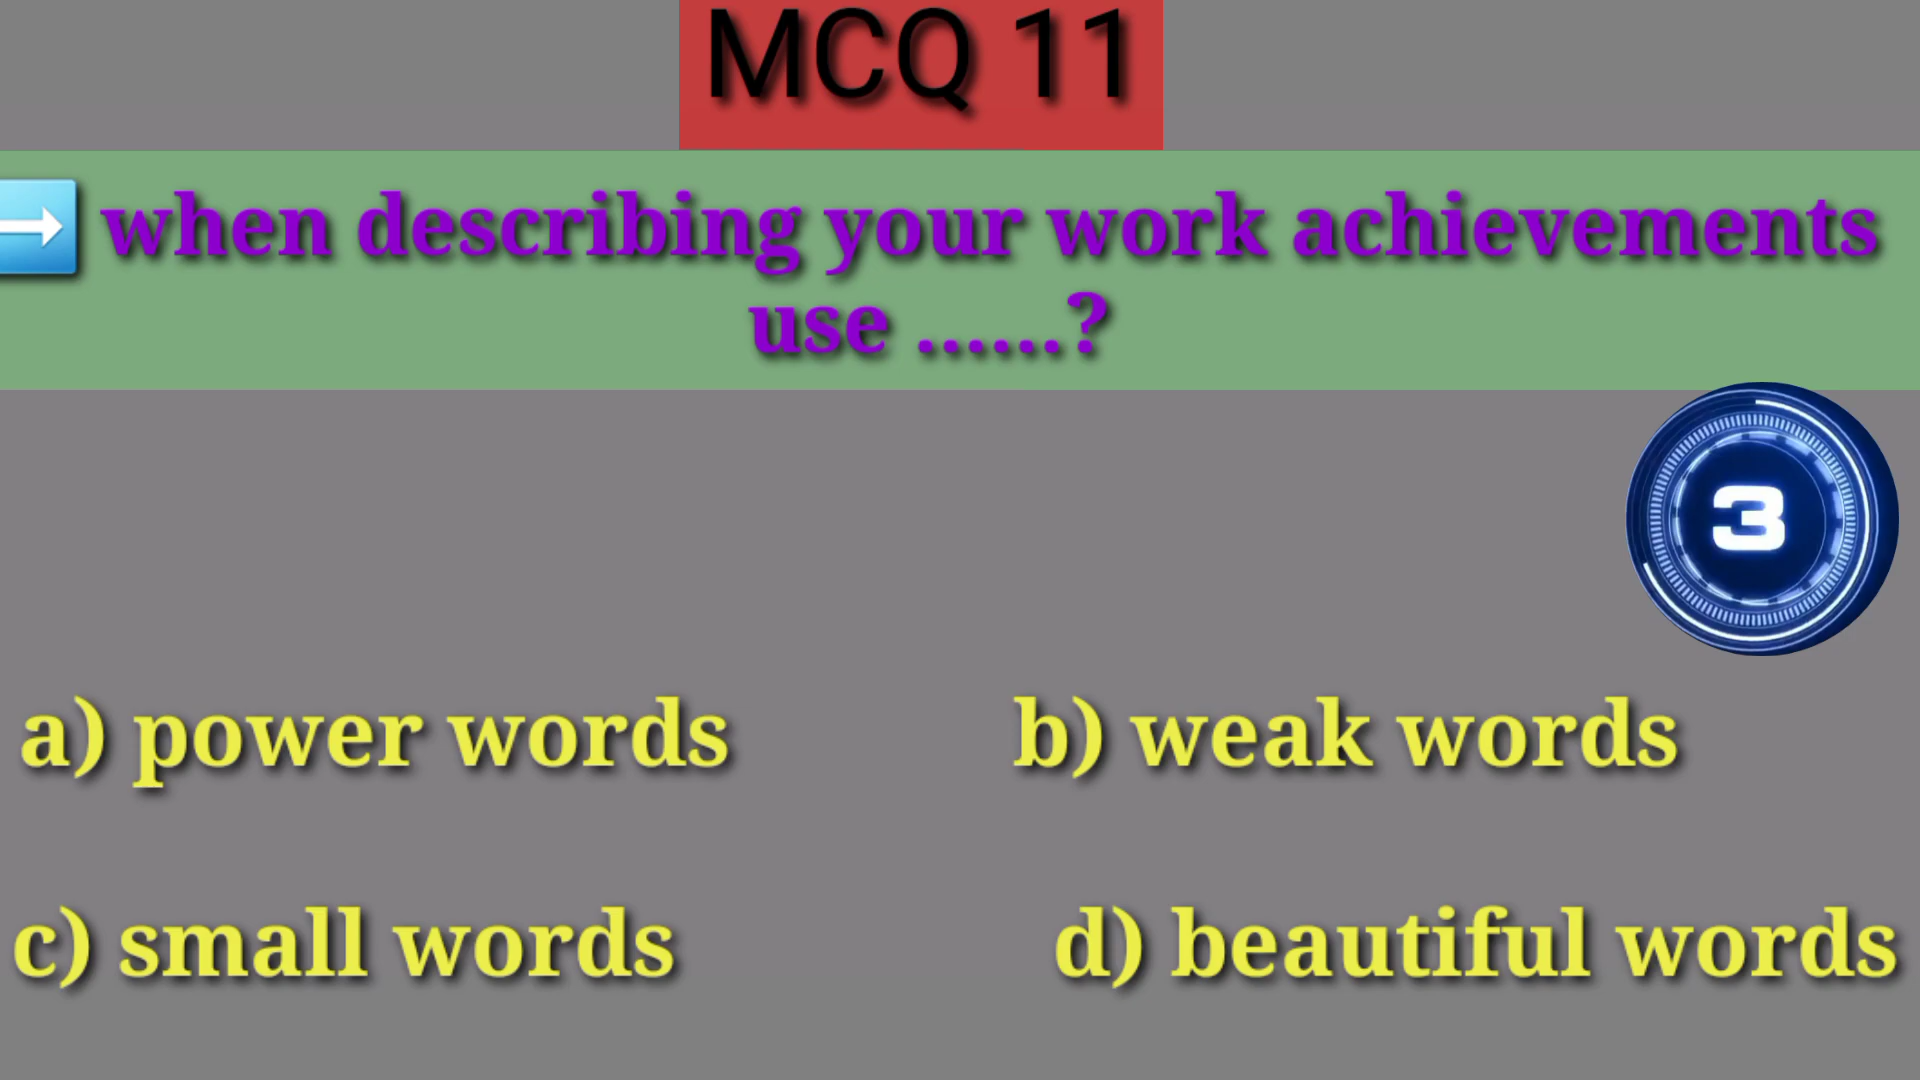 MCQ 11
➡ when describing your work achievements
use ......?
3
a) power words
b) weak words
c) small words
d) beautiful words